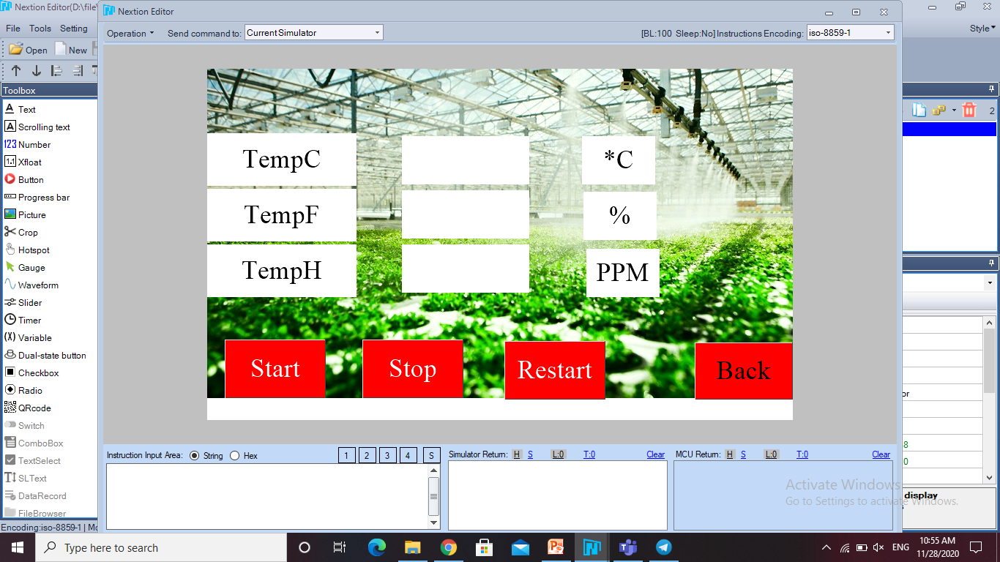 Nextion Editor(D:\file\
Nextion Editor
File Tools Setting
Style
Operation
Send command to: Current Simulator
[BL:100 Sleep:No] Instructions Encoding: iso-8859-1
Open New
Toolbox
2
A Text
A Scrolling text
123 Number
1.1 Xfloat
Button
Progress bar
Picture
Crop
Hotspot
Gauge
Waveform
Slider
Timer
(X) Variable
Dual-state button
Checkbox
Radio
QRcode
Switch
ComboBox
TextSelect
SLText
DataRecord
FileBrowser
Encoding:iso-8859-1 | Mo
TempC *C
TempF %
TempH PPM
Start Stop Restart Back
or
8
0
Instruction Input Area: String Hex 1 2 3 4 S
Simulator Return: H S L:0 T:0 Clear
MCU Return: H S L:0 T:0 Clear
Activate Windows
Go to Settings to activate Windows.
display
Type here to search
ENG
10:55 AM
11/28/2020